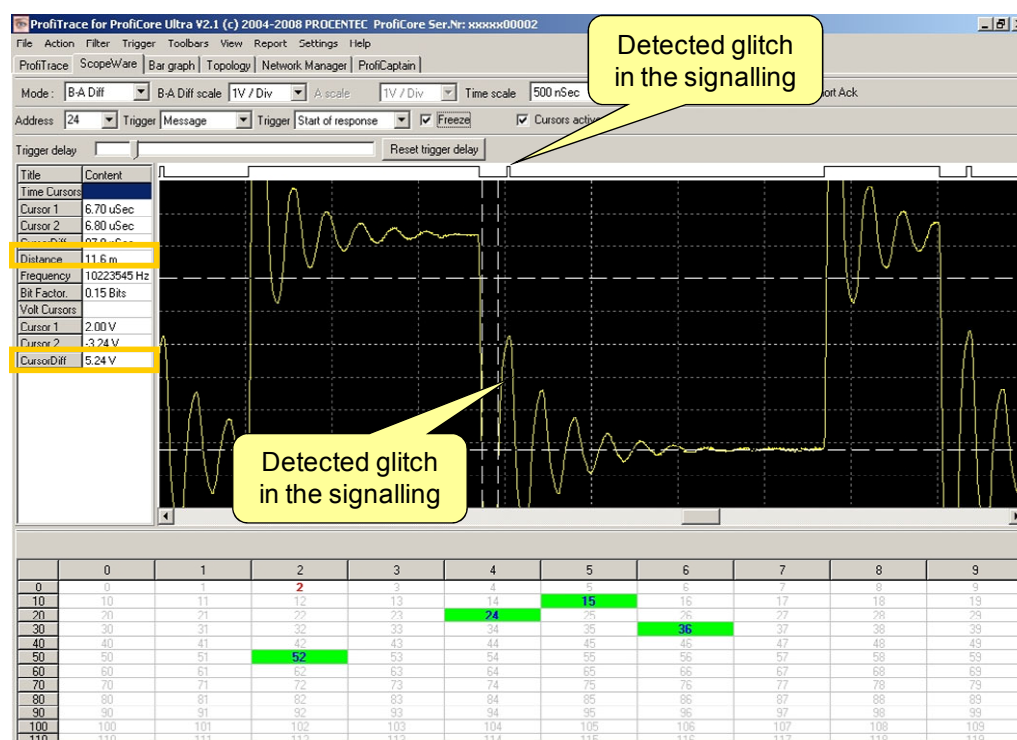 ProfiTrace for ProfiCore Ultra V2.1 (c) 2004-2008 PROCENTEC ProfiCore Ser.Nr: xxxxx00002
File Action Filter Trigger Toolbars View Report Settings Help
ProfiTrace ScopeWare Bar graph Topology Network Manager ProfiCaptain
Detected glitch
in the signalling
Mode : B-A Diff B-A Diff scale 1V / Div A scale 1V / Div Time scale 500 nSec ort Ack
Address 24 Trigger Message Trigger Start of response Freeze Cursors active
Trigger delay Reset trigger delay
Title Content
Time Cursors
Cursor 1 6.70 uSec
Cursor 2 6.80 uSec
Distance 11.6 m
Frequency 10223545 Hz
Bit Factor. 0.15 Bits
Volt Cursors
Cursor 1 2.00 V
Cursor 2 -3.24 V
CursorDiff 5.24 V
Detected glitch
in the signalling
0 1 2 3 4 5 6 7 8 9
0 0 1 2 3 4 5 6 7 8 9
10 10 11 12 13 14 15 16 17 18 19
20 20 21 22 23 24 25 26 27 28 29
30 30 31 32 33 34 35 36 37 38 39
40 40 41 42 43 44 45 46 47 48 49
50 50 51 52 53 54 55 56 57 58 59
60 60 61 62 63 64 65 66 67 68 69
70 70 71 72 73 74 75 76 77 78 79
80 80 81 82 83 84 85 86 87 88 89
90 90 91 92 93 94 95 96 97 98 99
100 100 101 102 103 104 105 106 107 108 109
110 110 111 112 113 114 115 116 117 118 119